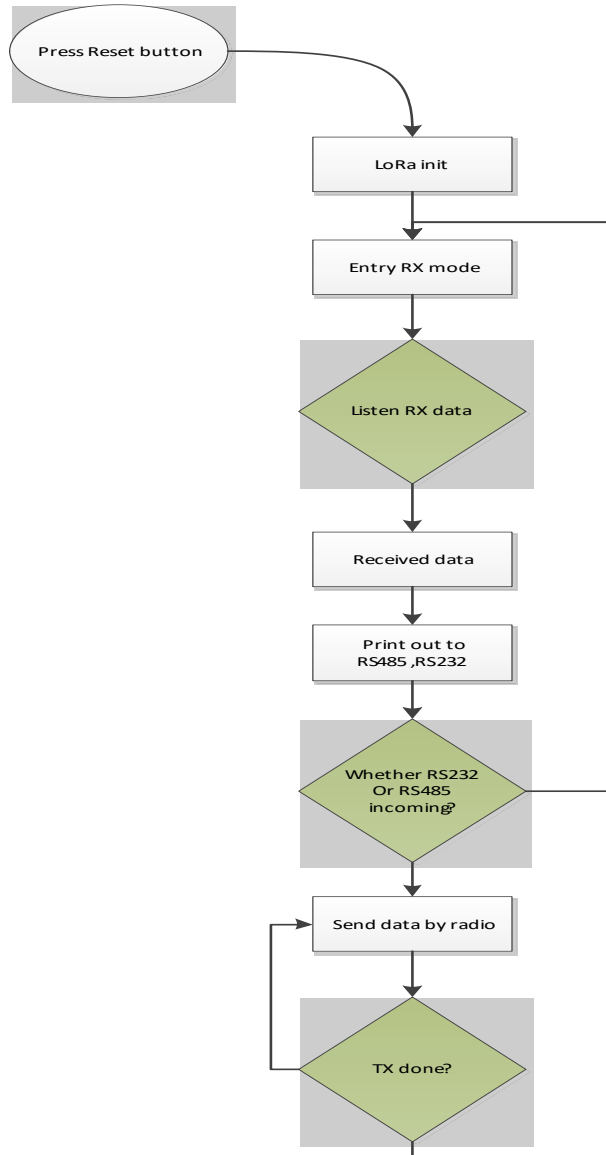 Press Reset button
LoRa init
Entry RX mode
Listen RX data
Received data
Print out to
RS485 ,RS232
Whether RS232
Or RS485
incoming?
Send data by radio
TX done?